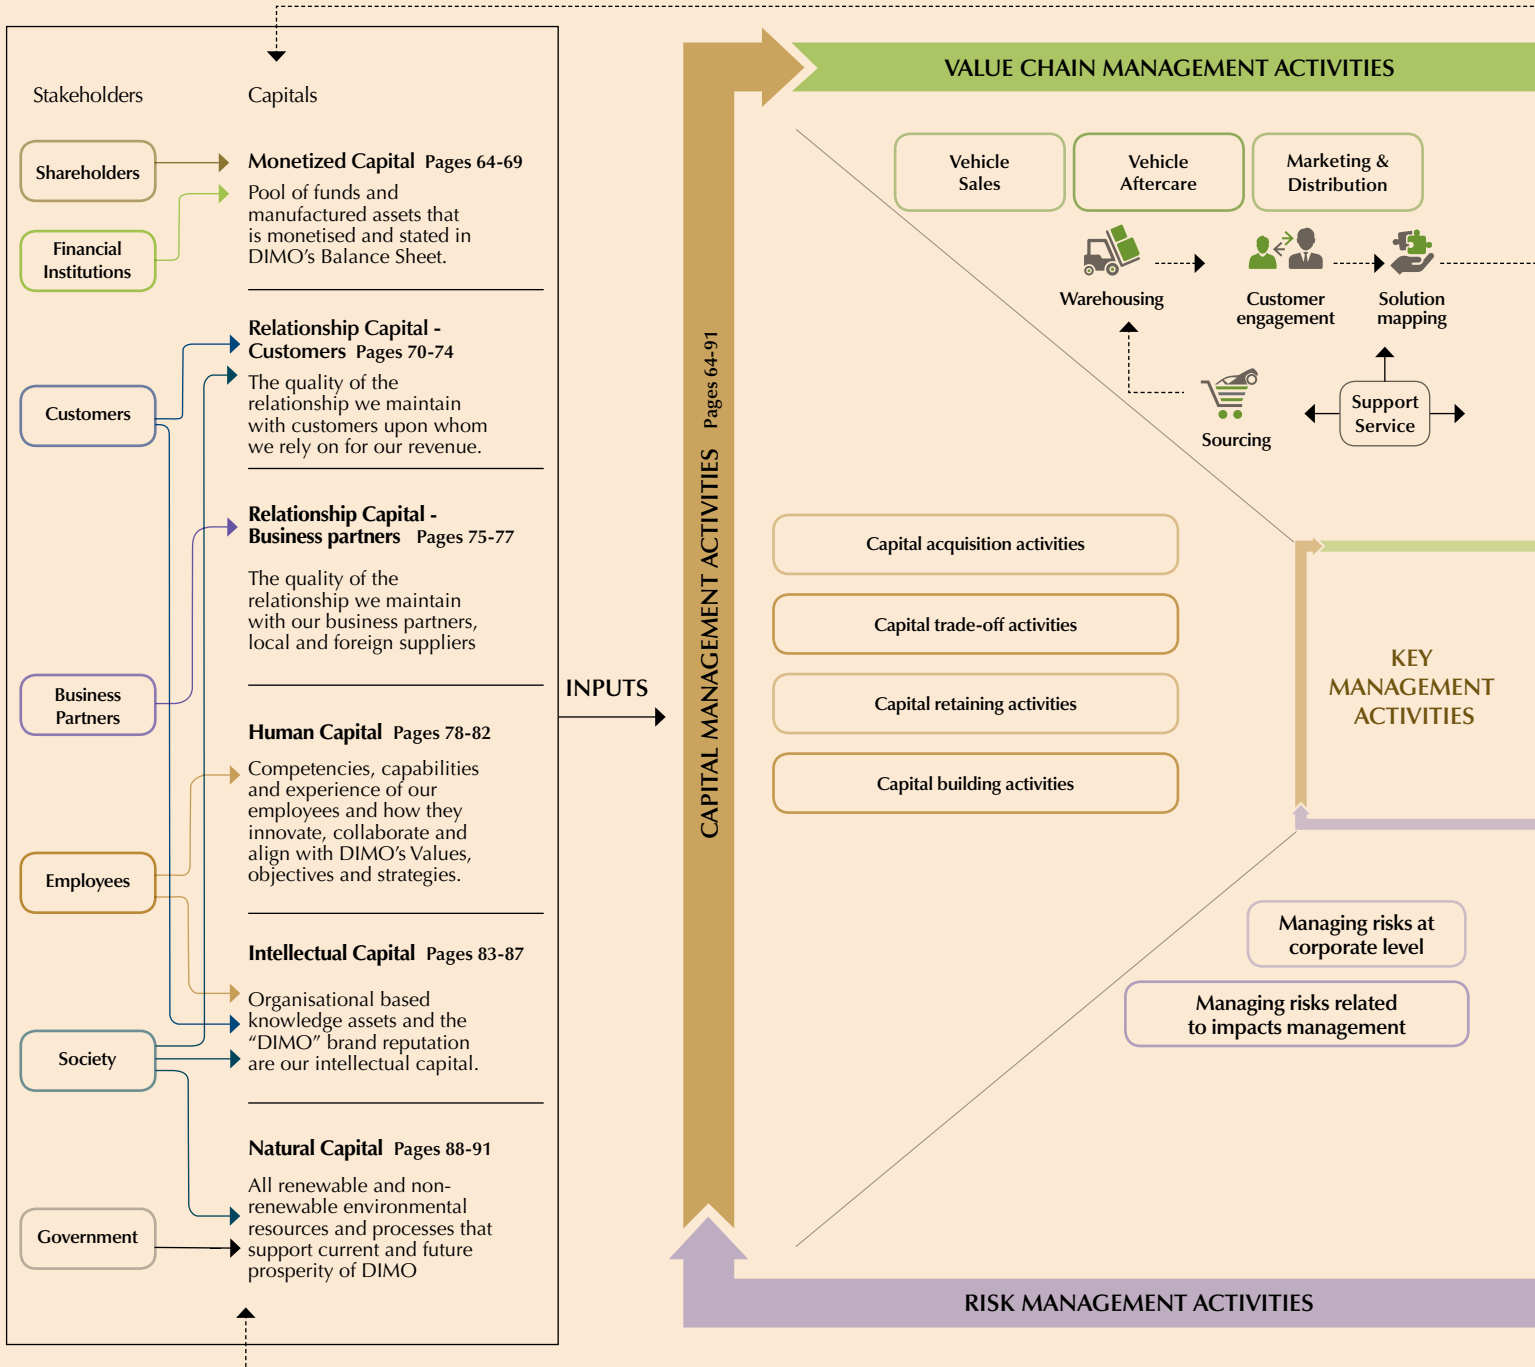 Stakeholders
Capitals
Shareholders
Financial
Institutions
Customers
Business
Partners
Employees
Society
Government
Monetized Capital Pages 64-69
Pool of funds and
manufactured assets that
is monetised and stated in
DIMO's Balance Sheet.
Relationship Capital -
Customers Pages 70-74
The quality of the
relationship we maintain
with customers upon whom
we rely on for our revenue.
Relationship Capital -
Business partners Pages 75-77
The quality of the
relationship we maintain
with our business partners,
local and foreign suppliers
Human Capital Pages 78-82
Competencies, capabilities
and experience of our
employees and how they
innovate, collaborate and
align with DIMO's Values,
objectives and strategies.
Intellectual Capital Pages 83-87
Organisational based
knowledge assets and the
“DIMO” brand reputation
are our intellectual capital.
Natural Capital Pages 88-91
All renewable and non-
renewable environmental
resources and processes that
support current and future
prosperity of DIMO
INPUTS
CAPITAL MANAGEMENT ACTIVITIES Pages 64-91
VALUE CHAIN MANAGEMENT ACTIVITIES
Vehicle
Sales
Vehicle
Aftercare
Marketing &
Distribution
Warehousing
Customer
engagement
Solution
mapping
Sourcing
Support
Service
Capital acquisition activities
Capital trade-off activities
Capital retaining activities
Capital building activities
KEY
MANAGEMENT
ACTIVITIES
Managing risks at
corporate level
Managing risks related
to impacts management
RISK MANAGEMENT ACTIVITIES